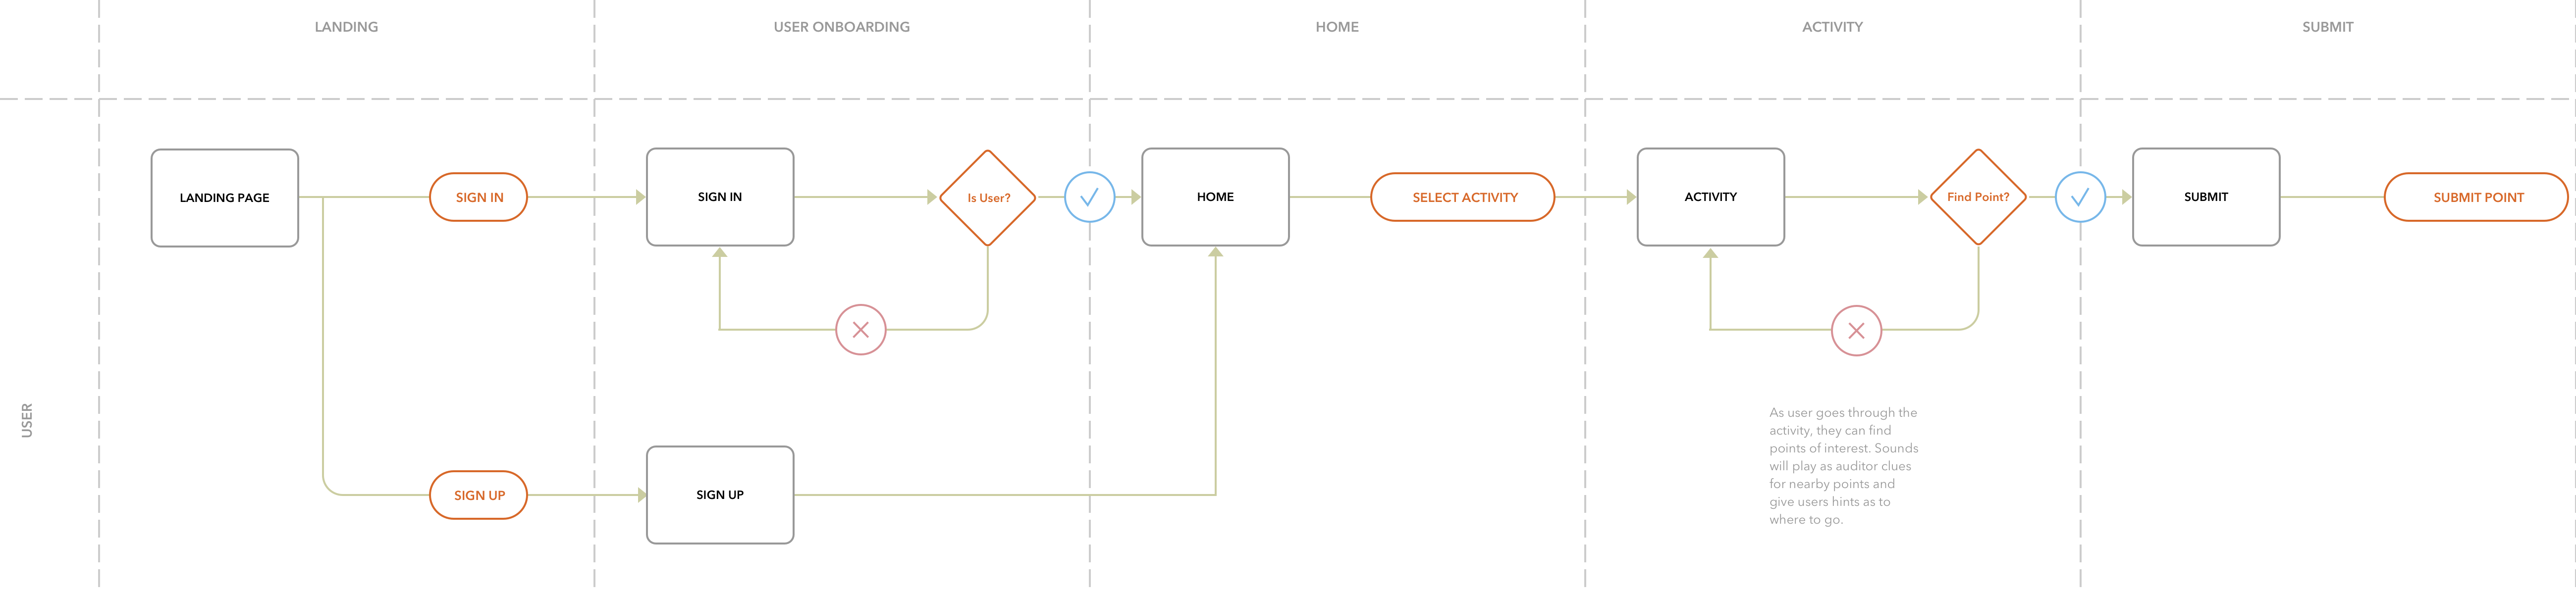 LANDING
USER ONBOARDING
HOME
ACTIVITY
SUBMIT
USER
LANDING PAGE
SIGN IN
SIGN IN
Is User?
HOME
SELECT ACTIVITY
ACTIVITY
Find Point?
SUBMIT
SUBMIT POINT
SIGN UP
SIGN UP
As user goes through the
activity, they can find
points of interest. Sounds
will play as auditor clues
for nearby points and
give users hints as to
where to go.